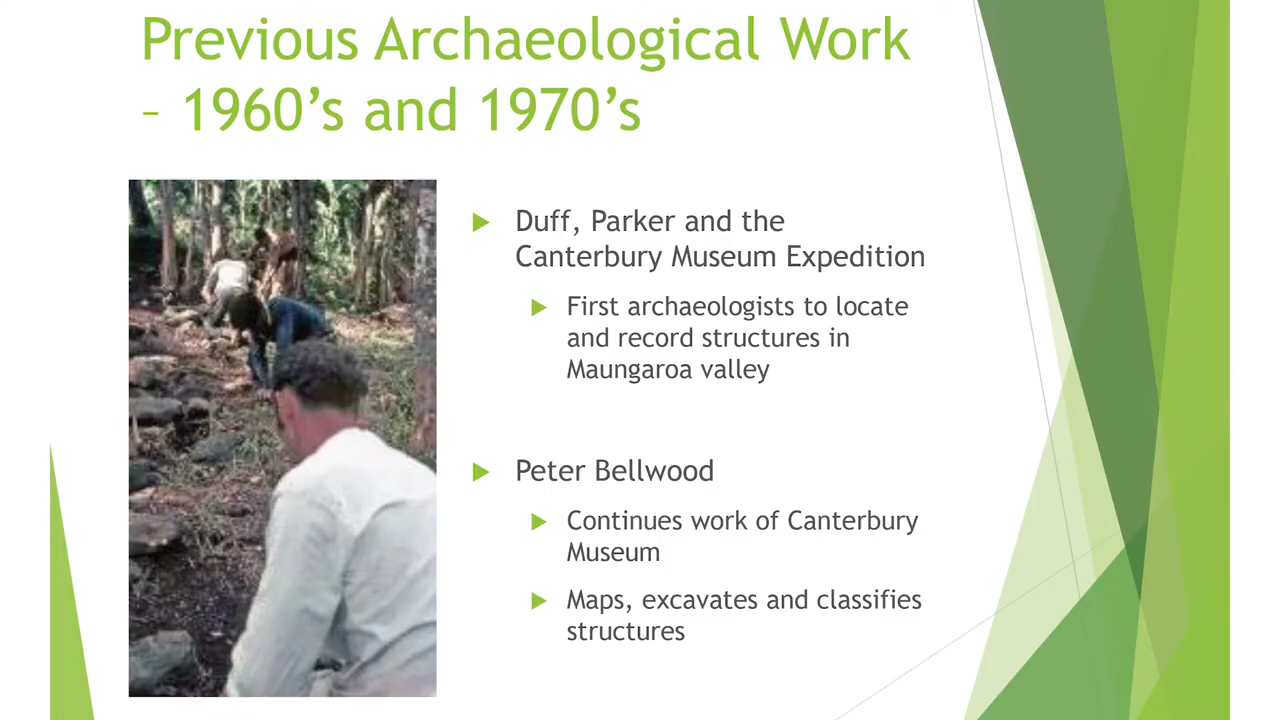 Previous Archaeological Work
– 1960’s and 1970’s
Duff, Parker and the
Canterbury Museum Expedition
First archaeologists to locate
and record structures in
Maungaroa valley
Peter Bellwood
Continues work of Canterbury
Museum
Maps, excavates and classifies
structures